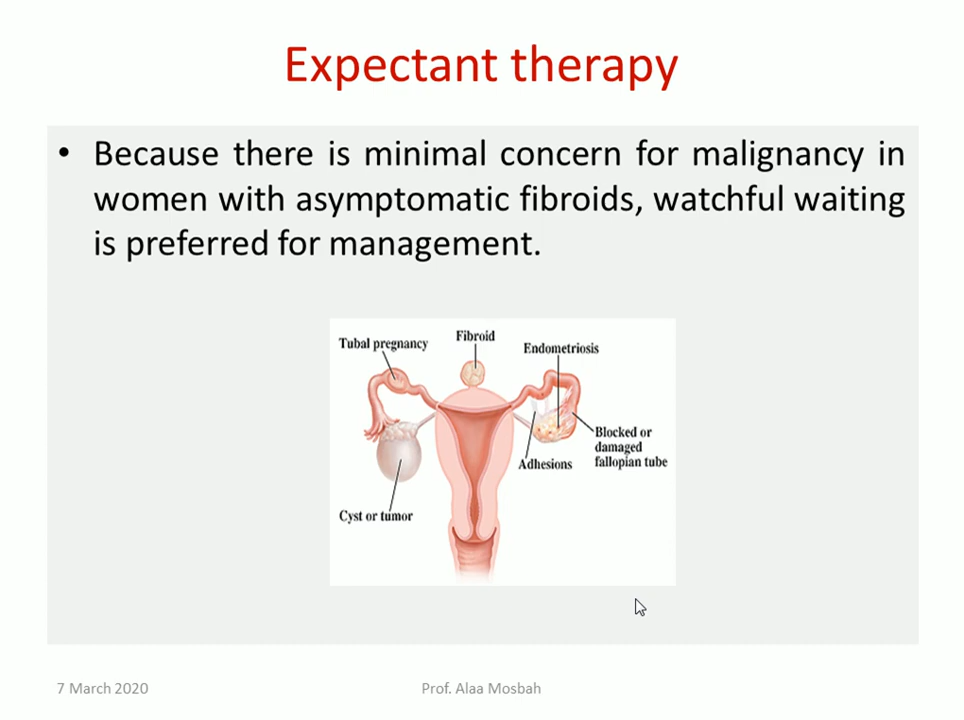 Expectant therapy
• Because there is minimal concern for malignancy in
women with asymptomatic fibroids, watchful waiting
is preferred for management.
Tubal pregnancy
Fibroid
Endometriosis
Blocked or
damaged
fallopian tube
Adhesions
Cyst or tumor
7 March 2020
Prof. Alaa Mosbah